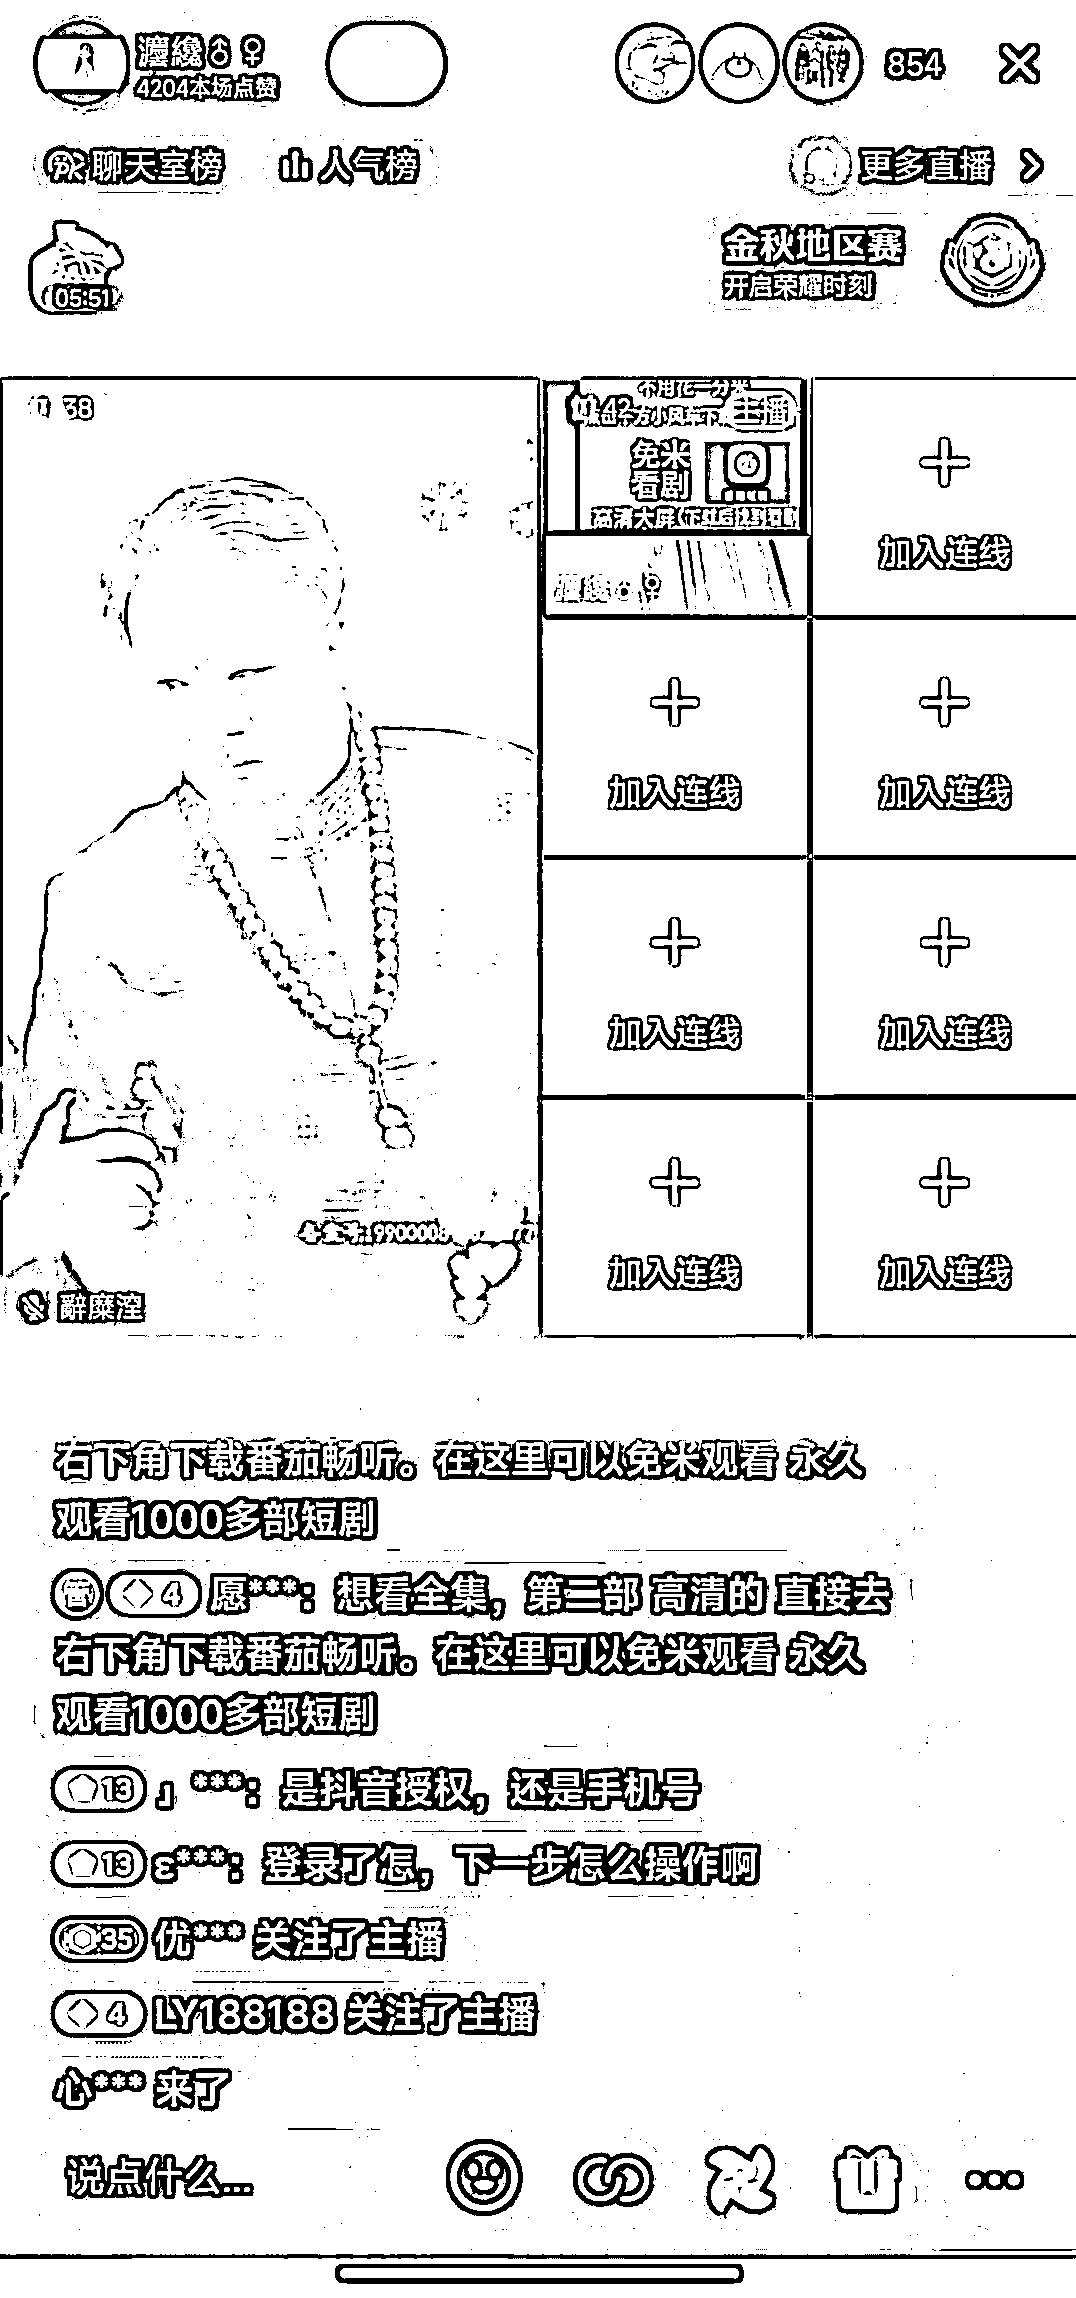 灋纔♂♀
4204本场点赞
854
聊天室榜
人气榜
更多直播
05:51
金秋地区赛
开启荣耀时刻
38
42
主播
免米
看剧
高清大屏
加入连线
加入连线
加入连线
加入连线
加入连线
加入连线
加入连线
右下角下载番茄畅听。在这里可以免米观看 永久
观看1000多部短剧
4 愿***：想看全集，第二部 高清的 直接去
右下角下载番茄畅听。在这里可以免米观看 永久
观看1000多部短剧
13 」***：是抖音授权，还是手机号
13 ε***：登录了怎，下一步怎么操作啊
35 优*** 关注了主播
4 LY188188 关注了主播
心*** 来了
说点什么...